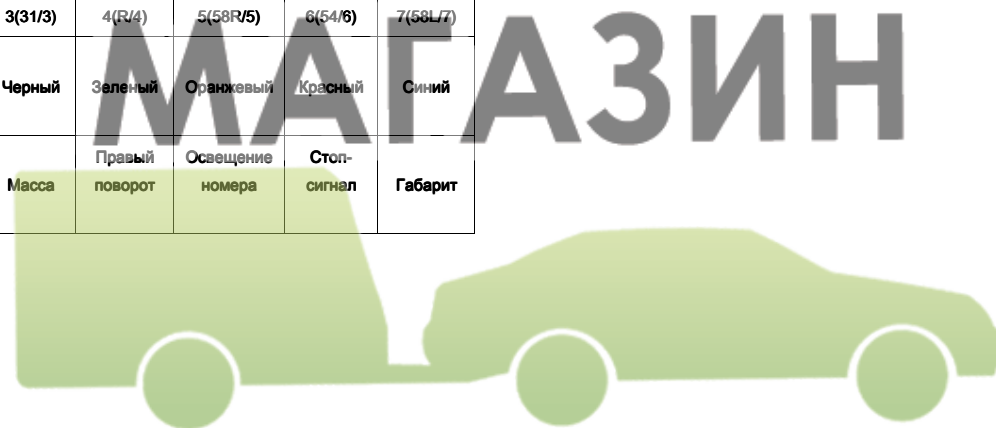 3(31/3) 4(R/4) 5(58R/5) 6(54/6) 7(58L/7)
МАГАЗИН
Черный Зеленый Оранжевый Красный Синий
Масса Правый поворот Освещение номера Стоп-сигнал Габарит